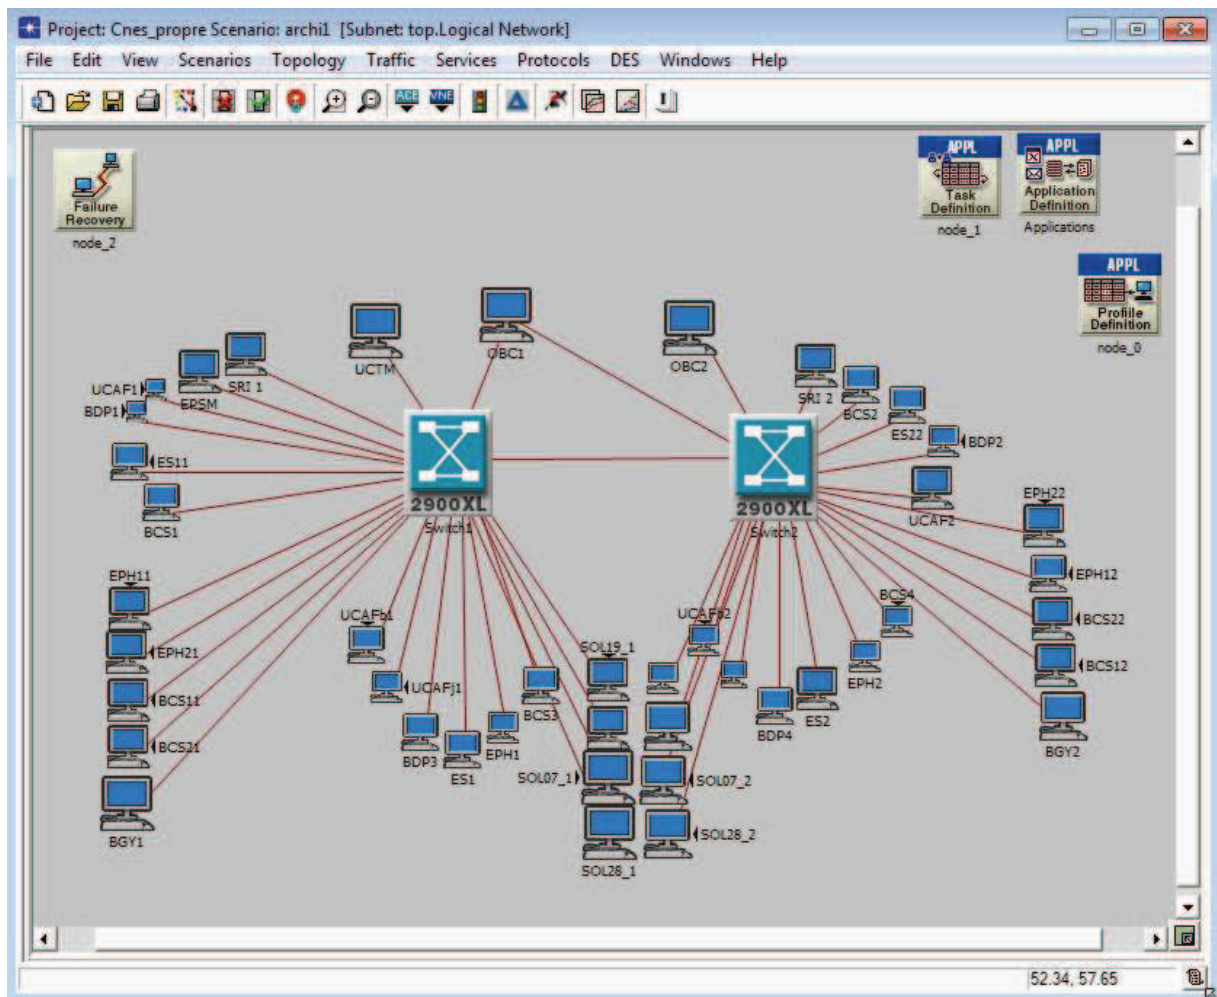 Project: Cnes_propre Scenario: archi1 [Subnet: top.Logical Network]
File Edit View Scenarios Topology Traffic Services Protocols DES Windows Help
ACE
VNE
Failure
Recovery
node_2
APPL
Task
Definition
node_1
APPL
Application
Definition
Applications
APPL
Profile
Definition
node_0
UCTM
OBC1
OBC2
SRI 1
EPSM
UCAF1
BDP1
ES11
BCS1
SRI 2
BCS2
ES22
BDP2
UCAF2
2900XL
Switch1
2900XL
Switch2
EPH22
EPH12
BCS22
BCS12
BGY2
EPH11
EPH21
BCS11
BCS21
BGY1
UCAFb1
UCAFj1
BDP3
ES1
EPH1
BCS3
SOL19_1
SOL07_1
SOL28_1
UCAFb2
SOL07_2
SOL28_2
BDP4
ES2
EPH2
BCS4
52.34, 57.65